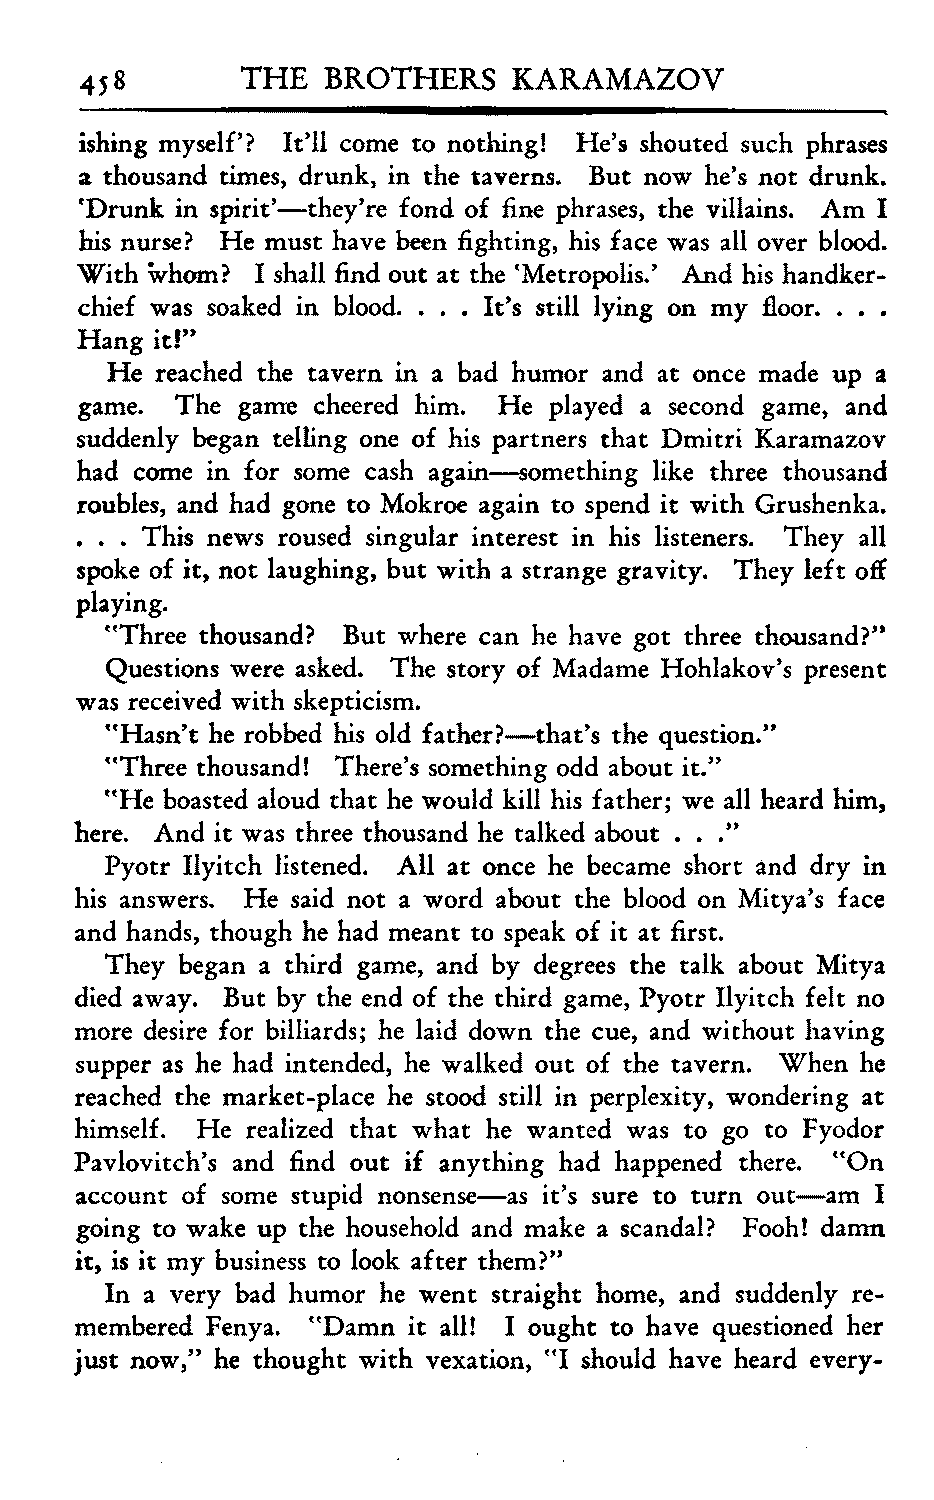 458 THE BROTHERS KARAMAZOV
ishing myself'? It'll come to nothing! He's shouted such phrases
a thousand times, drunk, in the taverns. But now he's not drunk.
'Drunk in spirit'—they're fond of fine phrases, the villains. Am I
his nurse? He must have been fighting, his face was all over blood.
With whom? I shall find out at the 'Metropolis.' And his handker-
chief was soaked in blood. . . . It's still lying on my floor. . . .
Hang it!"
He reached the tavern in a bad humor and at once made up a
game. The game cheered him. He played a second game, and
suddenly began telling one of his partners that Dmitri Karamazov
had come in for some cash again—something like three thousand
roubles, and had gone to Mokroe again to spend it with Grushenka.
. . . This news roused singular interest in his listeners. They all
spoke of it, not laughing, but with a strange gravity. They left off
playing.
"Three thousand? But where can he have got three thousand?"
Questions were asked. The story of Madame Hohlakov's present
was received with skepticism.
"Hasn't he robbed his old father?—that's the question."
"Three thousand! There's something odd about it."
"He boasted aloud that he would kill his father; we all heard him,
here. And it was three thousand he talked about . . ."
Pyotr Ilyitch listened. All at once he became short and dry in
his answers. He said not a word about the blood on Mitya's face
and hands, though he had meant to speak of it at first.
They began a third game, and by degrees the talk about Mitya
died away. But by the end of the third game, Pyotr Ilyitch felt no
more desire for billiards; he laid down the cue, and without having
supper as he had intended, he walked out of the tavern. When he
reached the market-place he stood still in perplexity, wondering at
himself. He realized that what he wanted was to go to Fyodor
Pavlovitch's and find out if anything had happened there. "On
account of some stupid nonsense—as it's sure to turn out—am I
going to wake up the household and make a scandal? Fooh! damn
it, is it my business to look after them?"
In a very bad humor he went straight home, and suddenly re-
membered Fenya. "Damn it all! I ought to have questioned her
just now," he thought with vexation, "I should have heard every-